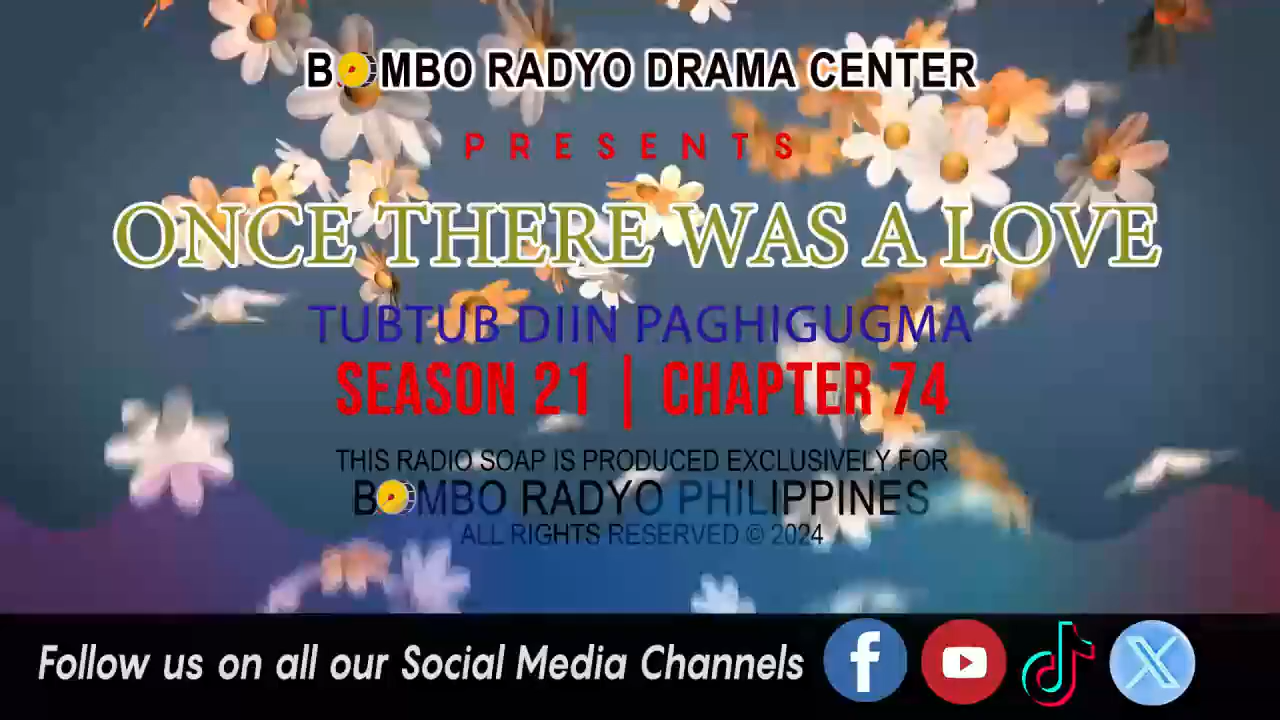 BOMBO RADYO DRAMA CENTER
PRESENTS
ONCE THERE WAS A LOVE
TUBTUB DIIN PAGHIGUGMA
SEASON 21 | CHAPTER 74
THIS RADIO SOAP IS PRODUCED EXCLUSIVELY FOR
BOMBO RADYO PHILIPPINES
ALL RIGHTS RESERVED © 2024
Follow us on all our Social Media Channels